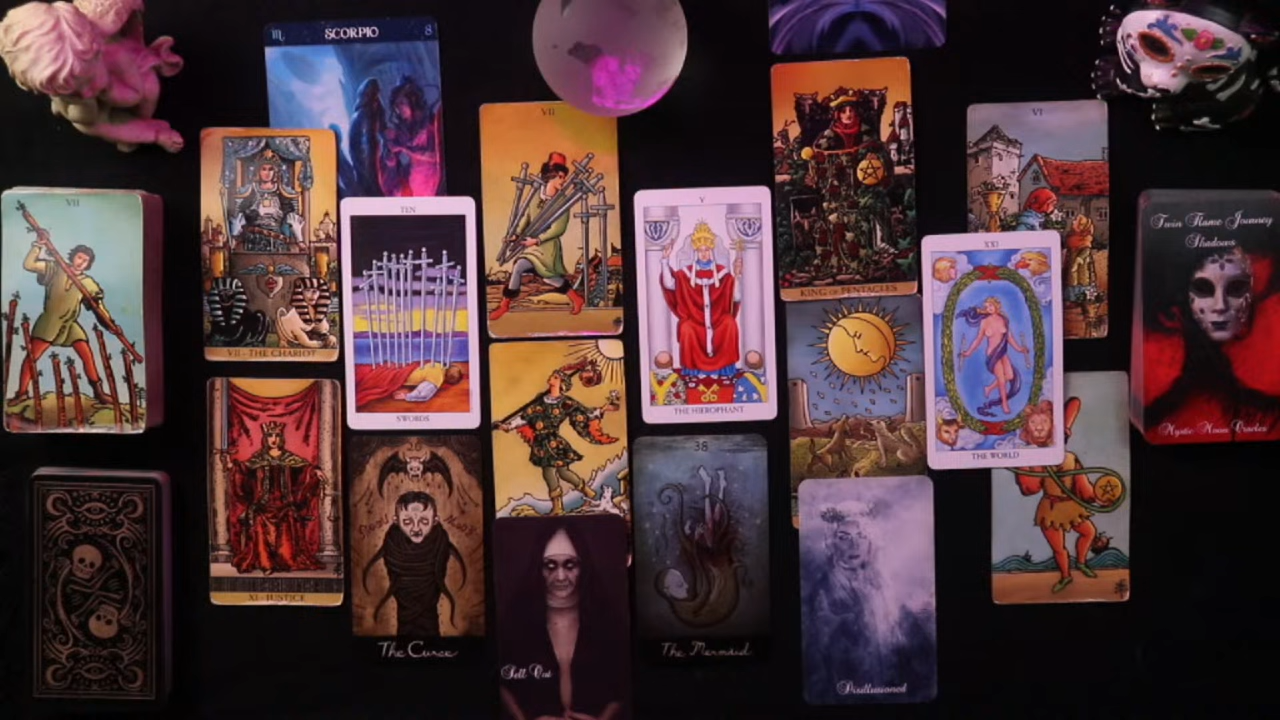 SCORPIO 8
VII
VI
VII
TEN
V
KING OF PENTACLES
XXI
Twin Flame Journey
Shadows
VII - THE CHARIOT
SWORDS
THE HIEROPHANT
Mystic Moon Oracles
THE WORLD
26
38
XI - JUSTICE
The Curse
The Mermaid
Sell Out
Disillusioned